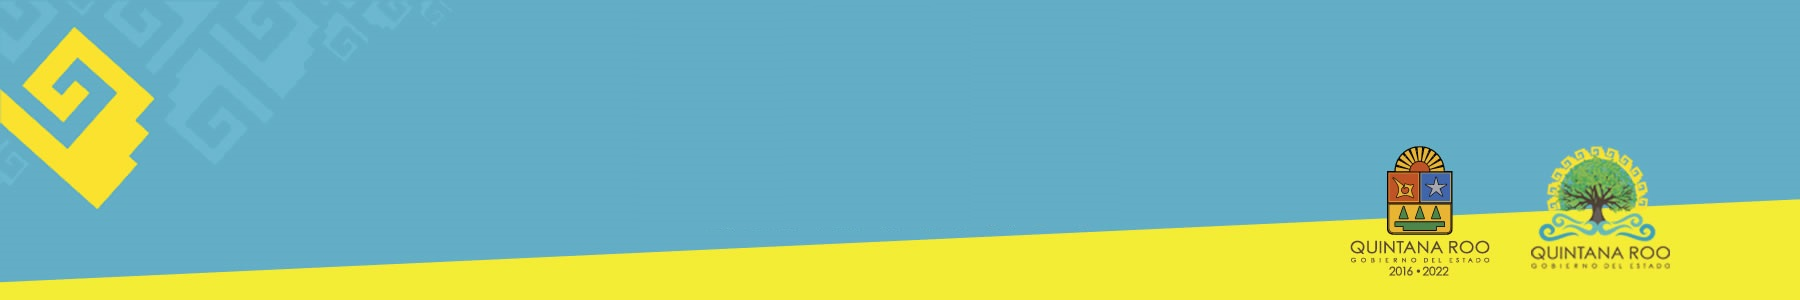 QUINTANA ROO
GOBIERNO DEL ESTADO
2016 • 2022
QUINTANA ROO
GOBIERNO DEL ESTADO